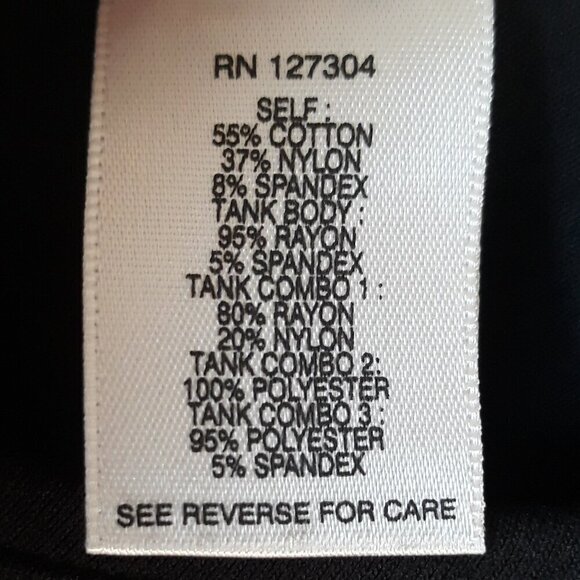 RN 127304
SELF :
55% COTTON
37% NYLON
8% SPANDEX
TANK BODY :
95% RAYON
5% SPANDEX
TANK COMBO 1 :
80% RAYON
20% NYLON
TANK COMBO 2:
100% POLYESTER
TANK COMBO 3 :
95% POLYESTER
5% SPANDEX
SEE REVERSE FOR CARE